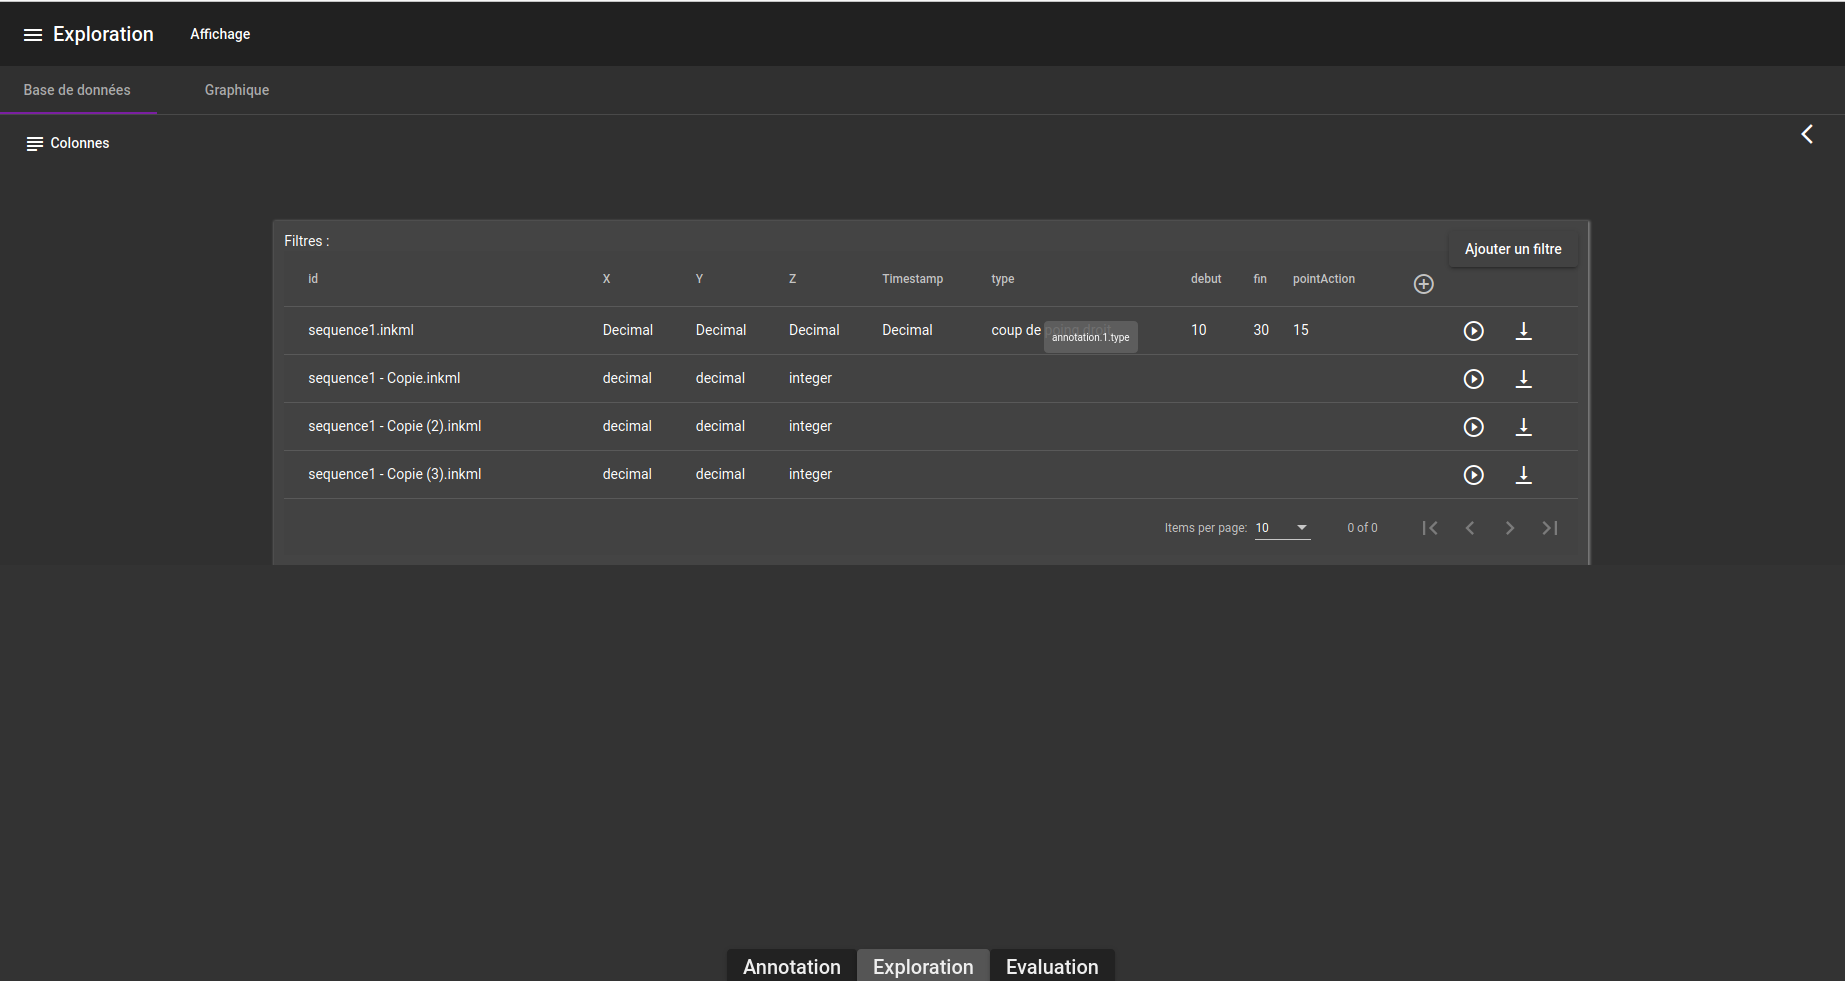 Exploration Affichage
Base de données Graphique
Colonnes
Filtres :
Ajouter un filtre
id X Y Z Timestamp type debut fin pointAction
sequence1.inkml Decimal Decimal Decimal Decimal coup de poing droit 10 30 15
annotation.1.type
sequence1 - Copie.inkml decimal decimal integer
sequence1 - Copie (2).inkml decimal decimal integer
sequence1 - Copie (3).inkml decimal decimal integer
Items per page: 10 0 of 0
Annotation Exploration Evaluation